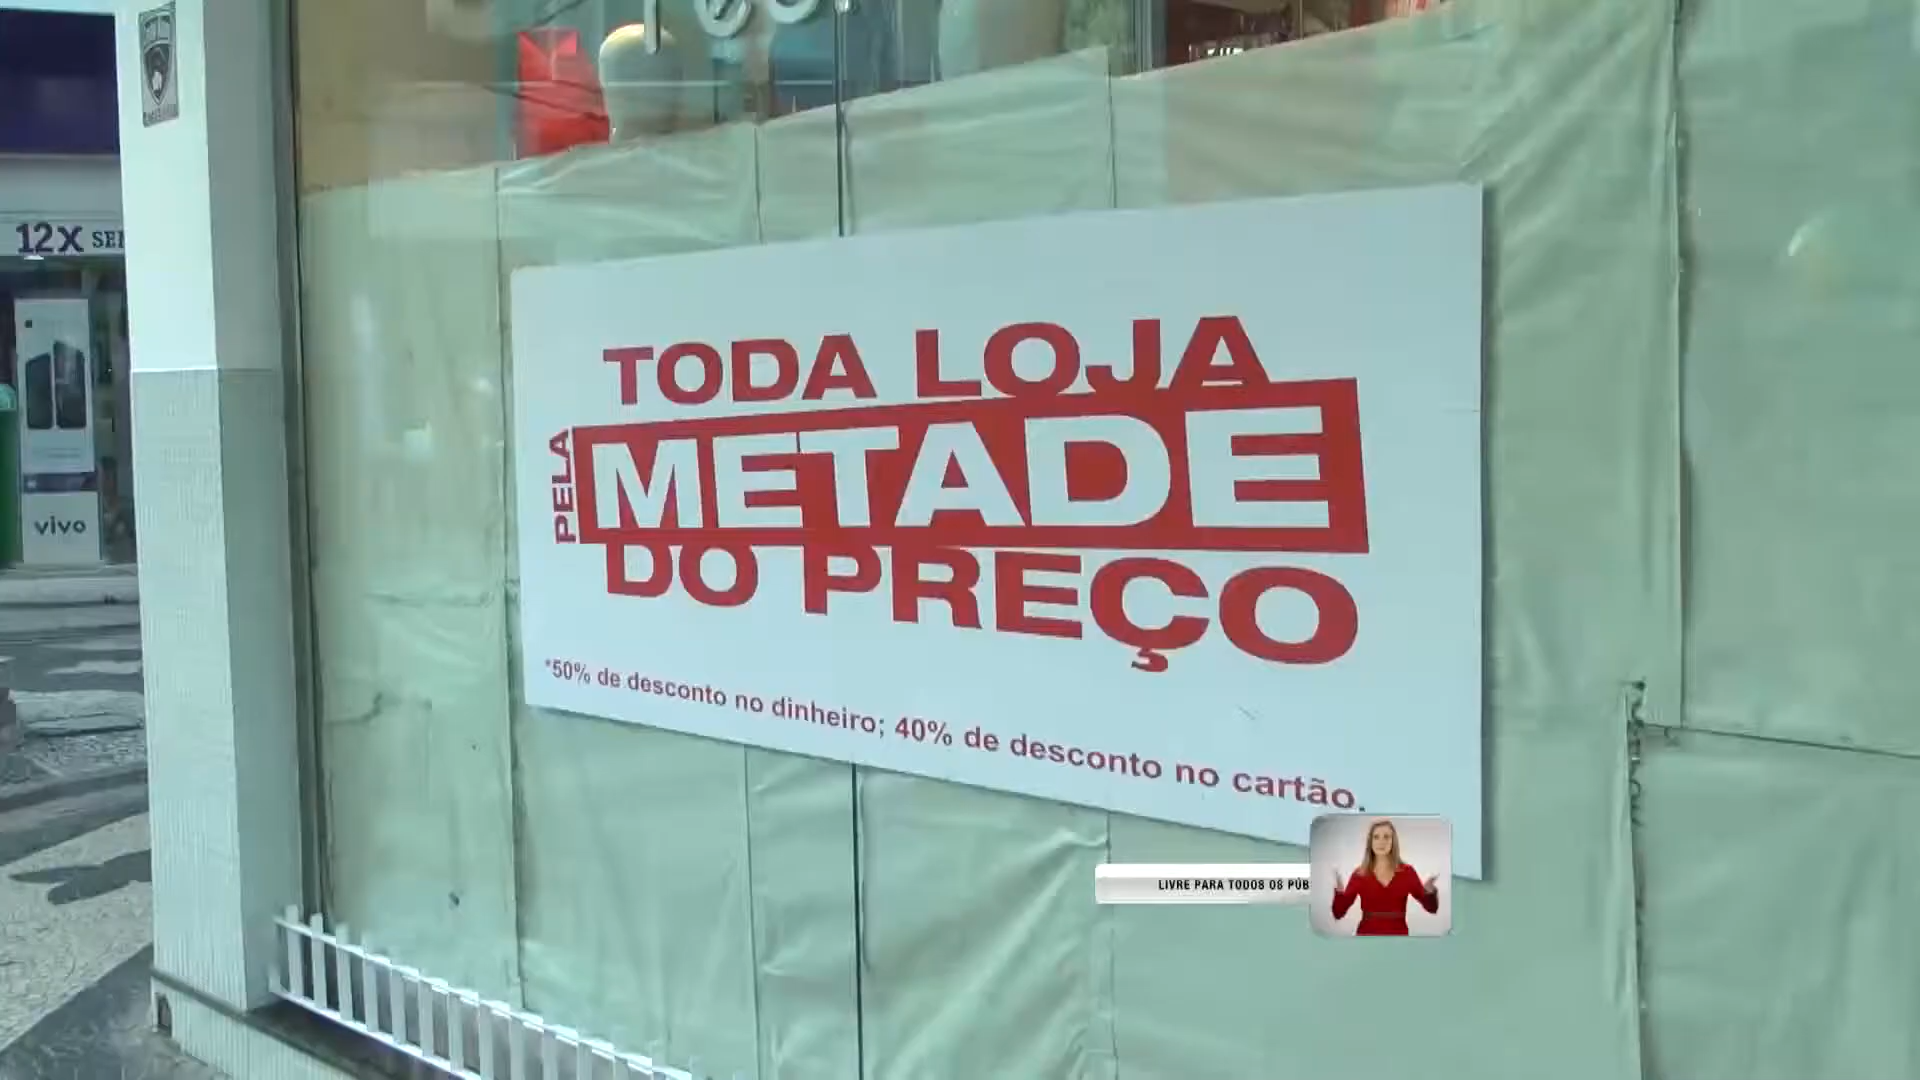 12X
TODA LOJA
PELA
METADE
DO PREÇO
*50% de desconto no dinheiro; 40% de desconto no cartão.
vivo
LIVRE PARA TODOS OS PÚB